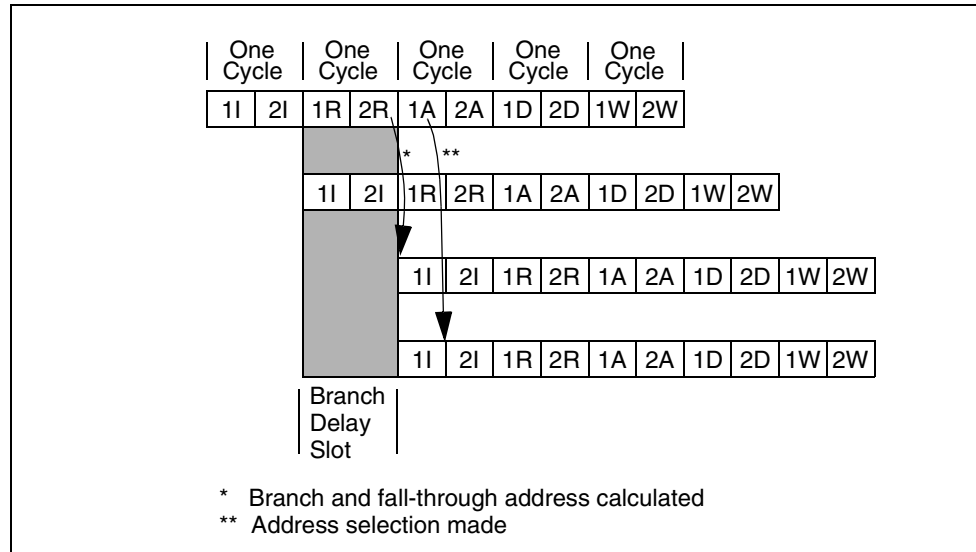 One One One One One
Cycle Cycle Cycle Cycle Cycle
1I 2I 1R 2R 1A 2A 1D 2D 1W 2W
* **
1I 2I 1R 2R 1A 2A 1D 2D 1W 2W
1I 2I 1R 2R 1A 2A 1D 2D 1W 2W
1I 2I 1R 2R 1A 2A 1D 2D 1W 2W
Branch
Delay
Slot
* Branch and fall-through address calculated
** Address selection made